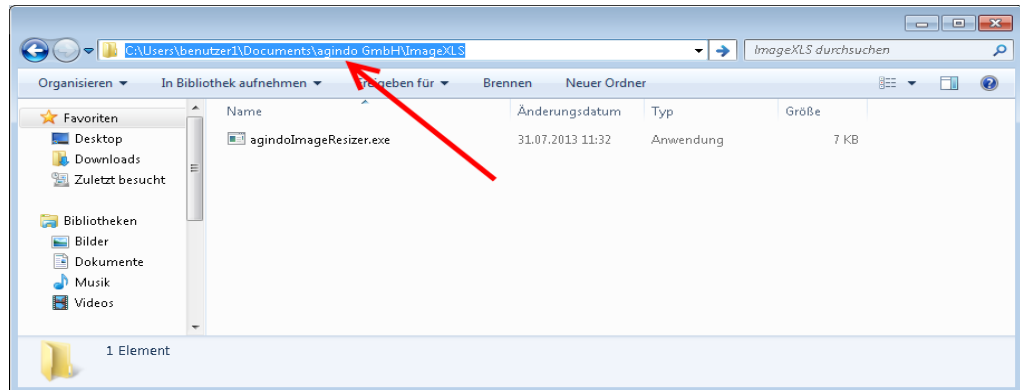 C:\Users\benutzer1\Documents\agindo GmbH\ImageXLS
ImageXLS durchsuchen
Organisieren In Bibliothek aufnehmen Freigeben für Brennen Neuer Ordner
Favoriten
Desktop
Downloads
Zuletzt besucht
Bibliotheken
Bilder
Dokumente
Musik
Videos
Name Änderungsdatum Typ Größe
agindoImageResizer.exe 31.07.2013 11:32 Anwendung 7 KB
1 Element